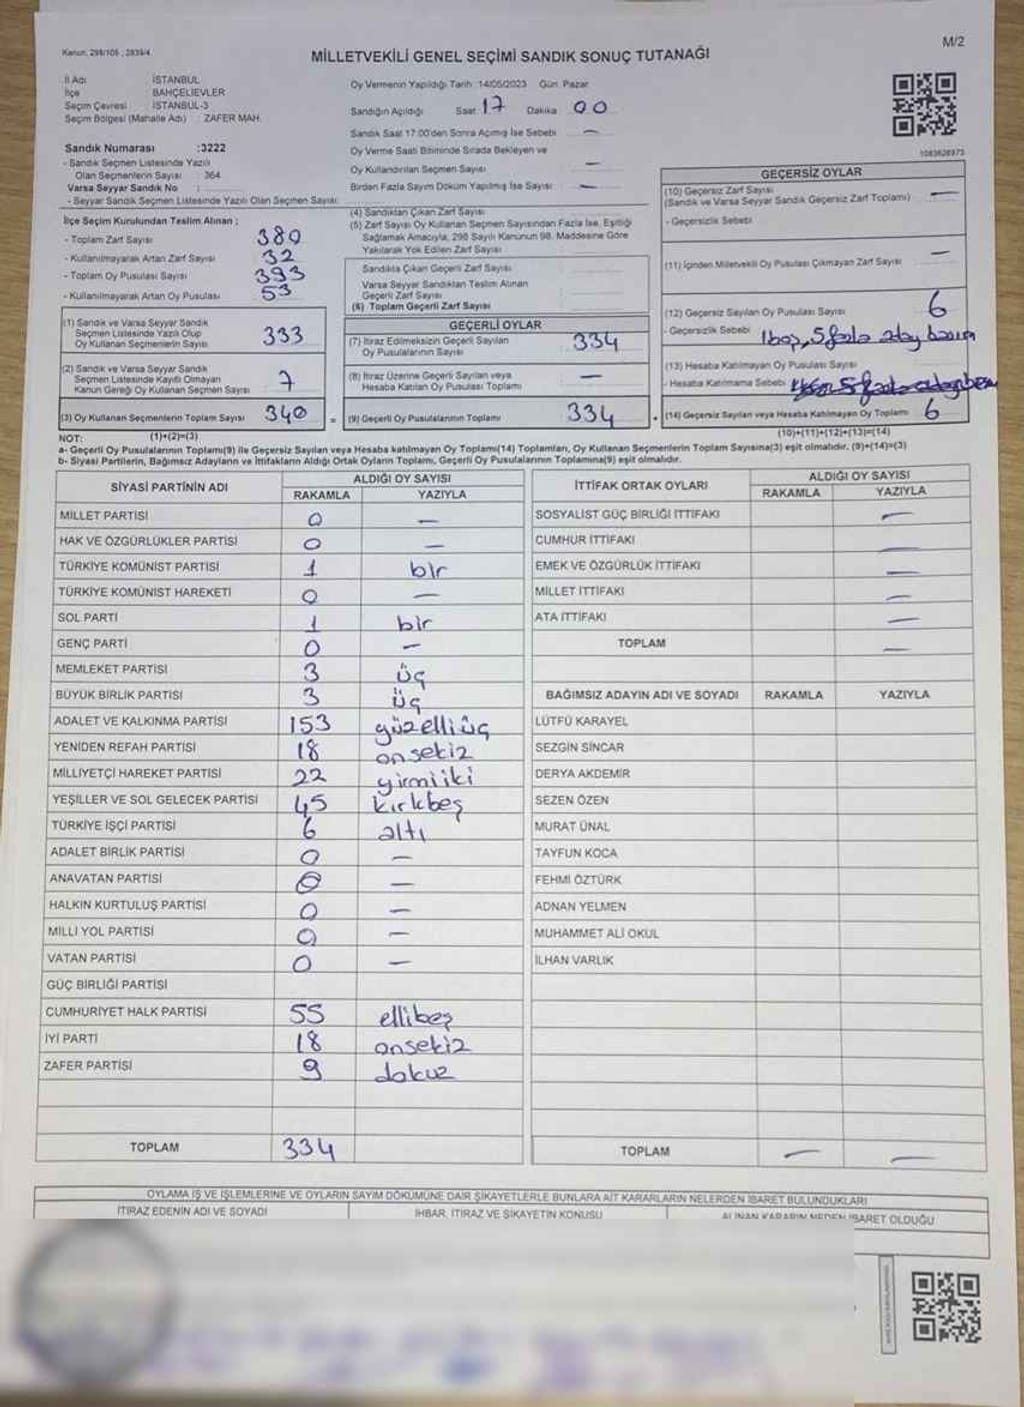 Kanun: 298/105 ; 2839/4
MİLLETVEKİLİ GENEL SEÇİMİ SANDIK SONUÇ TUTANAĞI
M/2
İl Adı : İSTANBUL
İlçe : BAHÇELİEVLER
Seçim Çevresi : İSTANBUL-3
Seçim Bölgesi (Mahalle Adı) : ZAFER MAH.
Sandık Numarası :3222
- Sandık Seçmen Listesinde Yazılı
Olan Seçmenlerin Sayısı : 364
Varsa Seyyar Sandık No :
- Seyyar Sandık Seçmen Listesinde Yazılı Olan Seçmen Sayısı:
Oy Vermenin Yapıldığı Tarih :14/05/2023 Gün: Pazar
Sandığın Açıldığı Saat 17 Dakika 00
Sandık Saat 17:00'den Sonra Açılmış İse Sebebi : —
Oy Verme Saati Bitiminde Sırada Bekleyen ve
Oy Kullandırılan Seçmen Sayısı : —
Birden Fazla Sayım Döküm Yapılmış İse Sayısı : —
İlçe Seçim Kurulundan Teslim Alınan ;
- Toplam Zarf Sayısı 380
- Kullanılmayarak Artan Zarf Sayısı 32
- Toplam Oy Pusulası Sayısı 393
- Kullanılmayarak Artan Oy Pusulası 53
(4) Sandıktan Çıkan Zarf Sayısı
(5) Zarf Sayısı Oy Kullanan Seçmen Sayısından Fazla İse, Eşitliği
Sağlamak Amacıyla, 298 Sayılı Kanunun 98. Maddesine Göre
Yakılarak Yok Edilen Zarf Sayısı
Sandıkta Çıkan Geçerli Zarf Sayısı
Varsa Seyyar Sandıktan Teslim Alınan
Geçerli Zarf Sayısı
(6) Toplam Geçerli Zarf Sayısı
1083628973
GEÇERSİZ OYLAR
(10) Geçersiz Zarf Sayısı
(Sandık ve Varsa Seyyar Sandık Geçersiz Zarf Toplamı) —
- Geçersizlik Sebebi
(11) İçinden Milletvekili Oy Pusulası Çıkmayan Zarf Sayısı —
(12) Geçersiz Sayılan Oy Pusulası Sayısı 6
- Geçersizlik Sebebi 1boş, 5fazla aday basım
(13) Hesaba Katılmayan Oy Pusulası Sayısı
- Hesaba Katılmama Sebebi
(14) Geçersiz Sayılan veya Hesaba Katılmayan Oy Toplamı 6
(10)+(11)+(12)+(13)=(14)
(1) Sandık ve Varsa Seyyar Sandık
Seçmen Listesinde Yazılı Olup
Oy Kullanan Seçmenlerin Sayısı 333
(2) Sandık ve Varsa Seyyar Sandık
Seçmen Listesinde Kayıtlı Olmayan
Kanun Gereği Oy Kullanan Seçmen Sayısı 7
(3) Oy Kullanan Seçmenlerin Toplam Sayısı 340 =
GEÇERLİ OYLAR
(7) İtiraz Edilmeksizin Geçerli Sayılan
Oy Pusulalarının Sayısı 334
(8) İtiraz Üzerine Geçerli Sayılan veya
Hesaba Katılan Oy Pusulası Toplamı —
(9) Geçerli Oy Pusulalarının Toplamı 334 +
NOT: (1)+(2)=(3)
a- Geçerli Oy Pusulalarının Toplamı(9) ile Geçersiz Sayılan veya Hesaba katılmayan Oy Toplamı(14) Toplamları, Oy Kullanan Seçmenlerin Toplam Sayısına(3) eşit olmalıdır. (9)+(14)=(3)
b- Siyasi Partilerin, Bağımsız Adayların ve İttifakların Aldığı Ortak Oyların Toplamı, Geçerli Oy Pusulalarının Toplamına(9) eşit olmalıdır.
SİYASİ PARTİNİN ADI ALDIĞI OY SAYISI
RAKAMLA YAZIYLA
MİLLET PARTİSİ 0 —
HAK VE ÖZGÜRLÜKLER PARTİSİ 0 —
TÜRKİYE KOMÜNİST PARTİSİ 1 bir
TÜRKİYE KOMÜNİST HAREKETİ 0 —
SOL PARTİ 1 bir
GENÇ PARTİ 0 —
MEMLEKET PARTİSİ 3 üç
BÜYÜK BİRLİK PARTİSİ 3 üç
ADALET VE KALKINMA PARTİSİ 153 yüzelliüç
YENİDEN REFAH PARTİSİ 18 onsekiz
MİLLİYETÇİ HAREKET PARTİSİ 22 yirmiiki
YEŞİLLER VE SOL GELECEK PARTİSİ 45 kırkbeş
TÜRKİYE İŞÇİ PARTİSİ 6 altı
ADALET BİRLİK PARTİSİ 0 —
ANAVATAN PARTİSİ 0 —
HALKIN KURTULUŞ PARTİSİ 0 —
MİLLİ YOL PARTİSİ 0 —
VATAN PARTİSİ 0 —
GÜÇ BİRLİĞİ PARTİSİ
CUMHURİYET HALK PARTİSİ 55 ellibeş
İYİ PARTİ 18 onsekiz
ZAFER PARTİSİ 9 dokuz
TOPLAM 334
İTTİFAK ORTAK OYLARI ALDIĞI OY SAYISI
RAKAMLA YAZIYLA
SOSYALİST GÜÇ BİRLİĞİ İTTİFAKI —
CUMHUR İTTİFAKI —
EMEK VE ÖZGÜRLÜK İTTİFAKI —
MİLLET İTTİFAKI —
ATA İTTİFAKI —
TOPLAM —
BAĞIMSIZ ADAYIN ADI VE SOYADI RAKAMLA YAZIYLA
LÜTFÜ KARAYEL
SEZGİN SİNCAR
DERYA AKDEMİR
SEZEN ÖZEN
MURAT ÜNAL
TAYFUN KOCA
FEHMİ ÖZTÜRK
ADNAN YELMEN
MUHAMMET ALİ OKUL
İLHAN VARLIK
TOPLAM — —
OYLAMA İŞ VE İŞLEMLERİNE VE OYLARIN SAYIM DÖKÜMÜNE DAİR ŞİKAYETLERLE BUNLARA AİT KARARLARIN NELERDEN İBARET BULUNDUKLARI
İTİRAZ EDENİN ADI VE SOYADI İHBAR, İTİRAZ VE ŞİKAYETİN KONUSU ALINAN KARARIN NEDEN İBARET OLDUĞU